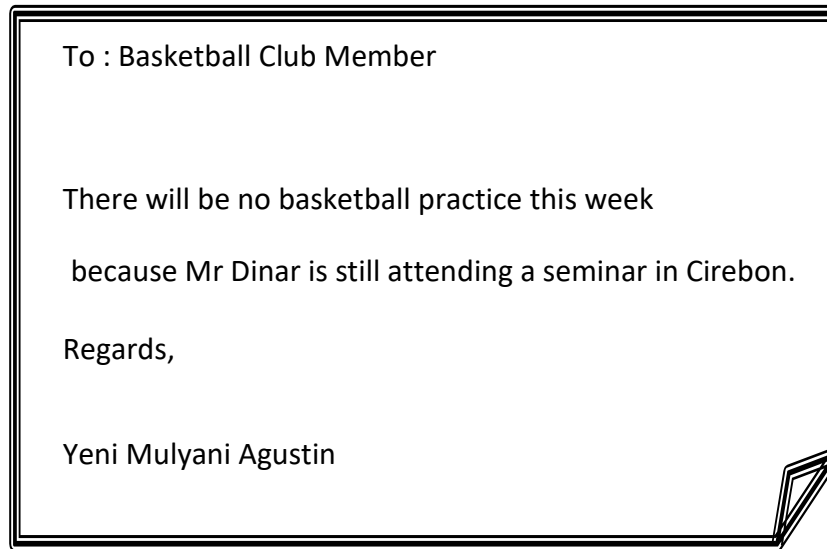 To : Basketball Club Member
There will be no basketball practice this week
because Mr Dinar is still attending a seminar in Cirebon.
Regards,
Yeni Mulyani Agustin